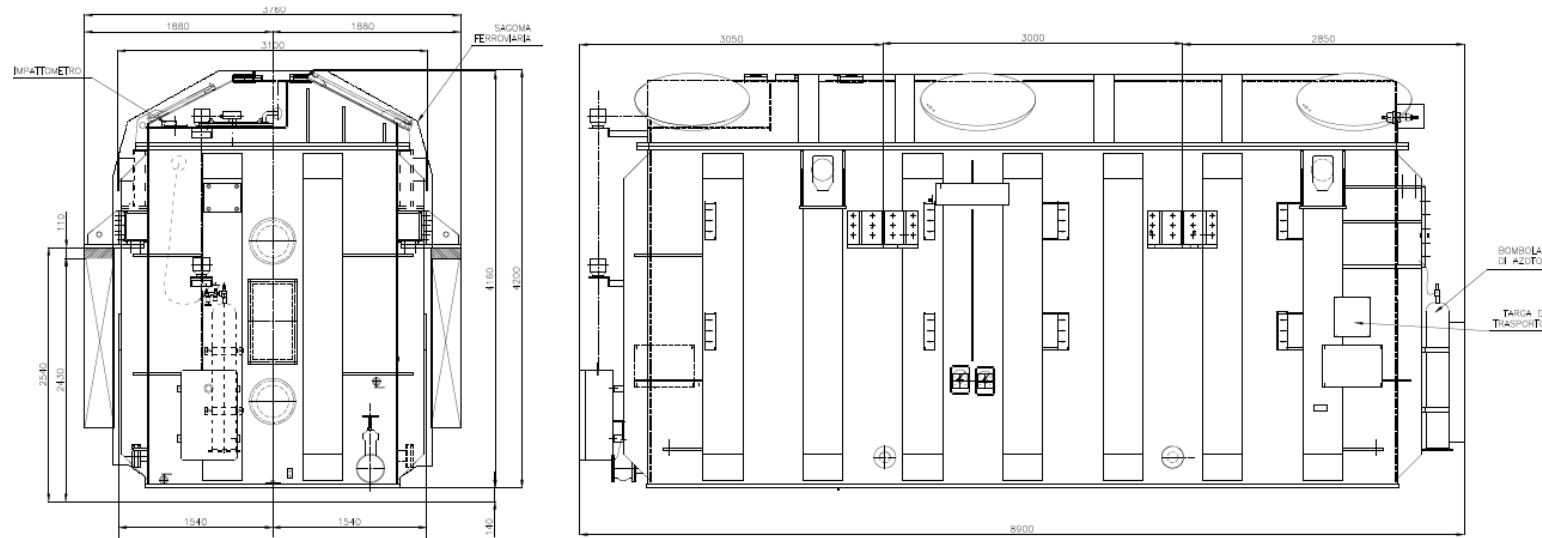 3760
1880
1880
SAGOMA
FERROVIARIA
3100
IMPATTOMETRO
110
2540
2430
4160
4200
1540
1540
140
3050
3000
2850
BOMBOLA
DI AZOTO
TARGA D
TRASPORTO
8900